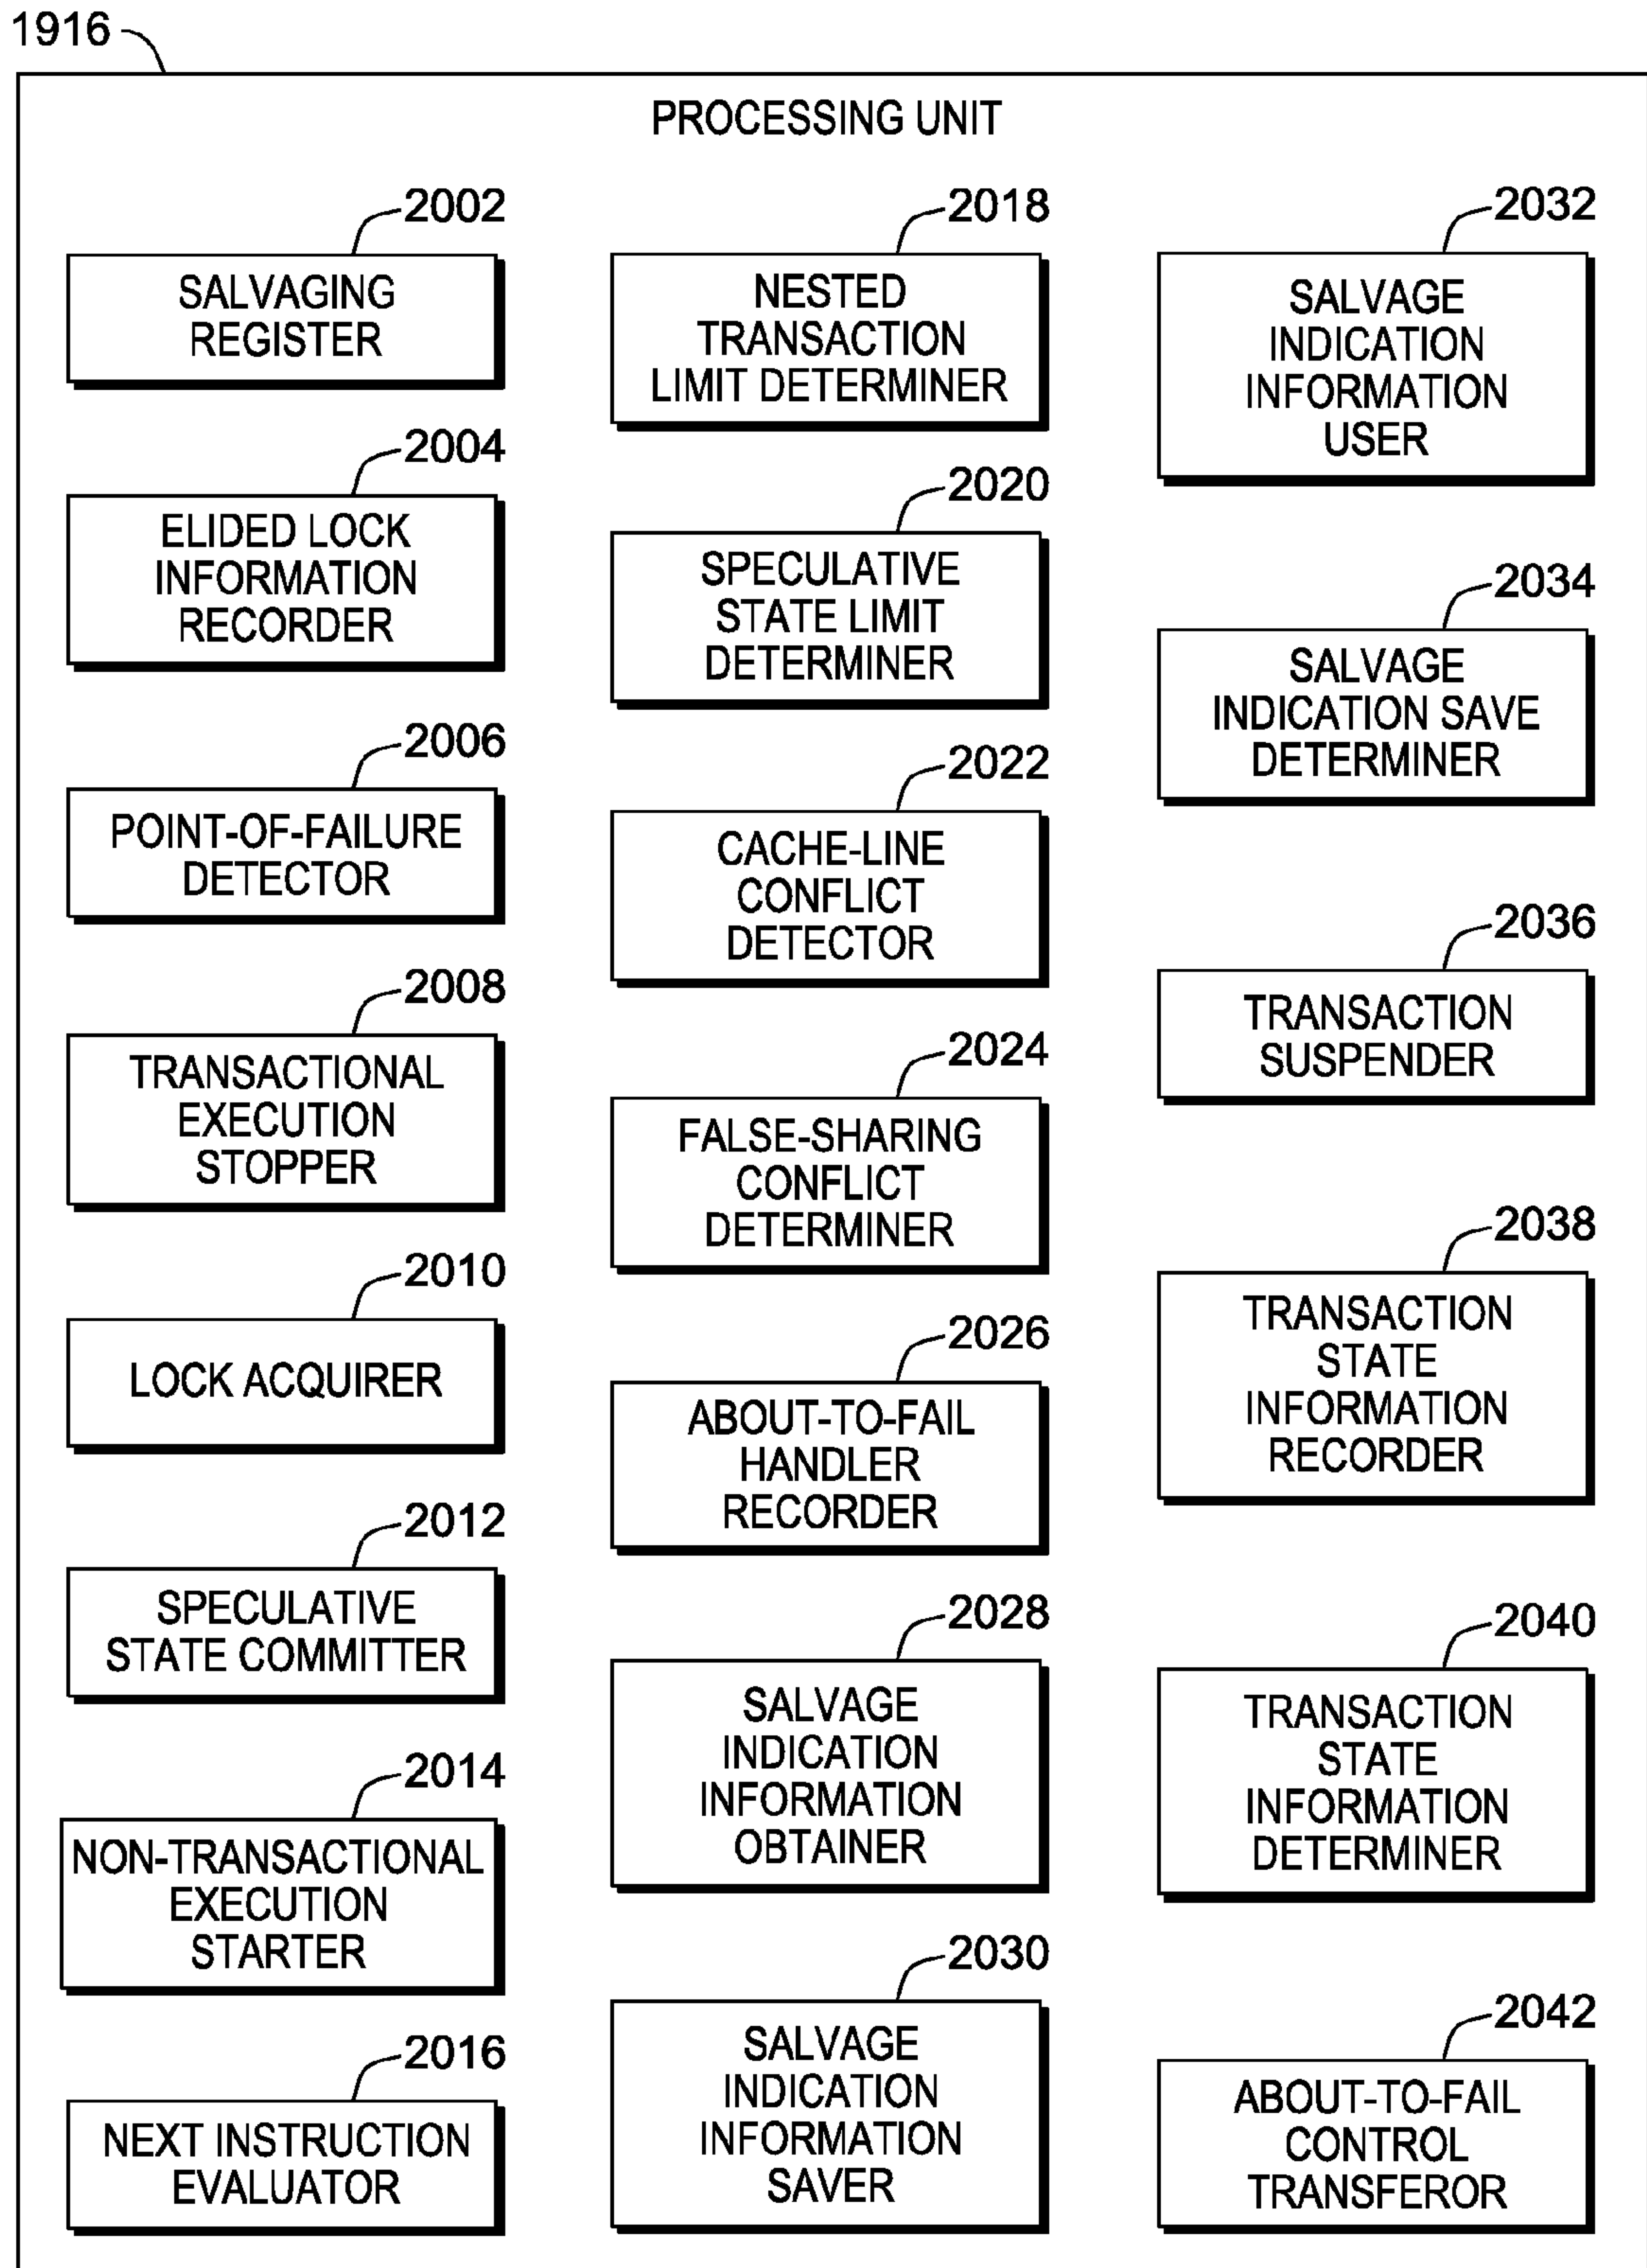 1916
PROCESSING UNIT
2002
SALVAGING
REGISTER
2004
ELIDED LOCK
INFORMATION
RECORDER
2006
POINT-OF-FAILURE
DETECTOR
2008
TRANSACTIONAL
EXECUTION
STOPPER
2010
LOCK ACQUIRER
2012
SPECULATIVE
STATE COMMITTER
2014
NON-TRANSACTIONAL
EXECUTION
STARTER
2016
NEXT INSTRUCTION
EVALUATOR
2018
NESTED
TRANSACTION
LIMIT DETERMINER
2020
SPECULATIVE
STATE LIMIT
DETERMINER
2022
CACHE-LINE
CONFLICT
DETECTOR
2024
FALSE-SHARING
CONFLICT
DETERMINER
2026
ABOUT-TO-FAIL
HANDLER
RECORDER
2028
SALVAGE
INDICATION
INFORMATION
OBTAINER
2030
SALVAGE
INDICATION
INFORMATION
SAVER
2032
SALVAGE
INDICATION
INFORMATION
USER
2034
SALVAGE
INDICATION SAVE
DETERMINER
2036
TRANSACTION
SUSPENDER
2038
TRANSACTION
STATE
INFORMATION
RECORDER
2040
TRANSACTION
STATE
INFORMATION
DETERMINER
2042
ABOUT-TO-FAIL
CONTROL
TRANSFEROR